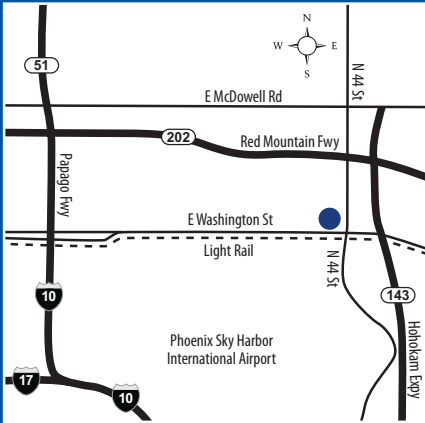 N
W E
S
51
N 44 St
E McDowell Rd
202
Red Mountain Fwy
Papago Fwy
E Washington St
Light Rail
N 44 St
10
143
Phoenix Sky Harbor
International Airport
Hohokam Expy
17
10